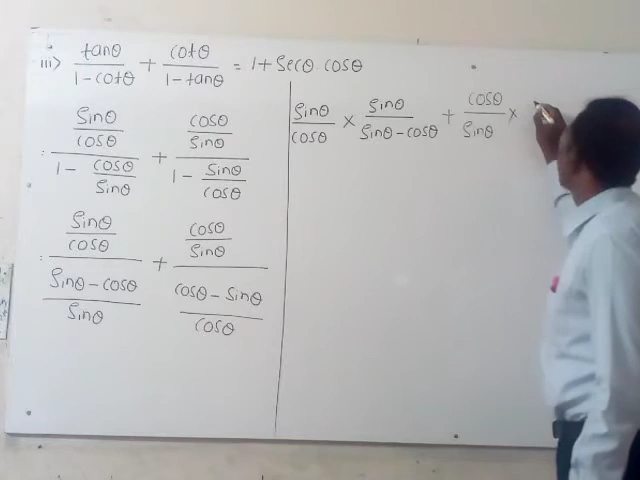 iii> tanθ/1-cotθ + cotθ/1-tanθ = 1+secθ.cosθ
: sinθ/cosθ/1-cosθ/sinθ + cosθ/sinθ/1-sinθ/cosθ
: sinθ/cosθ/sinθ-cosθ/sinθ + cosθ/sinθ/cosθ-sinθ/cosθ
sinθ/cosθ × sinθ/sinθ-cosθ + cosθ/sinθ ×